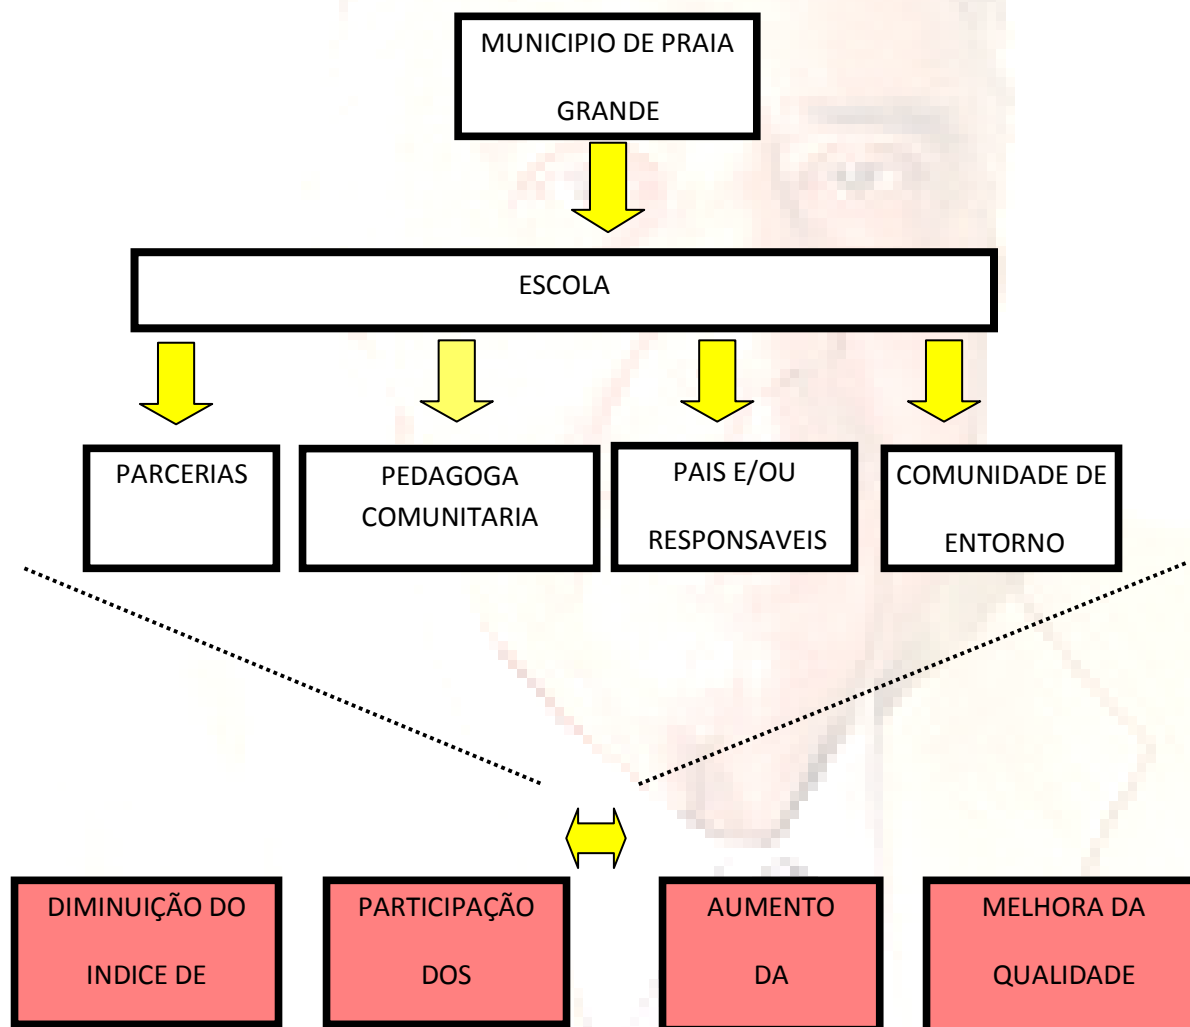 MUNICIPIO DE PRAIA
GRANDE
ESCOLA
PARCERIAS
PEDAGOGA
COMUNITARIA
PAIS E/OU
RESPONSAVEIS
COMUNIDADE DE
ENTORNO
DIMINUIÇÃO DO
INDICE DE
PARTICIPAÇÃO
DOS
AUMENTO
DA
MELHORA DA
QUALIDADE